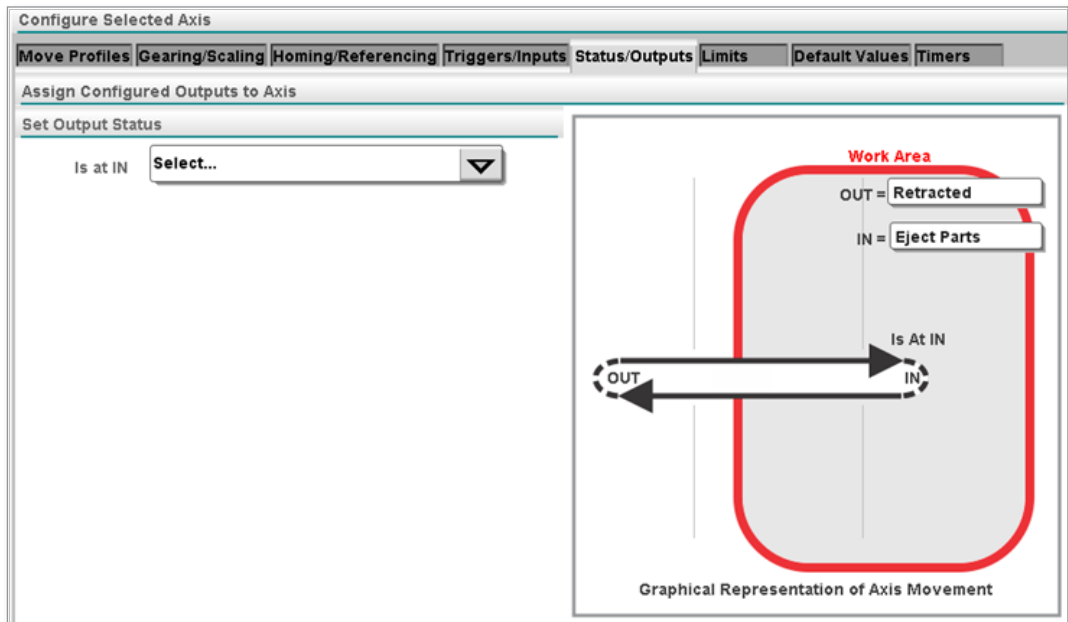 Configure Selected Axis
Move Profiles Gearing/Scaling Homing/Referencing Triggers/Inputs Status/Outputs Limits Default Values Timers
Assign Configured Outputs to Axis
Set Output Status
Is at IN Select...
Work Area
OUT = Retracted
IN = Eject Parts
Is At IN
OUT IN
Graphical Representation of Axis Movement